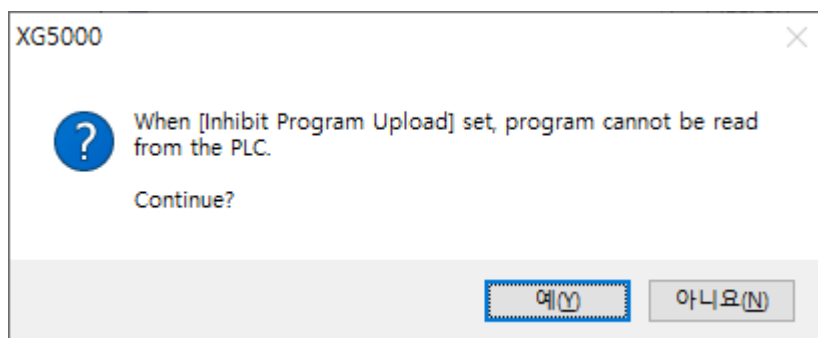 XG5000
When [Inhibit Program Upload] set, program cannot be read
from the PLC.
Continue?
예(Y)
아니요(N)